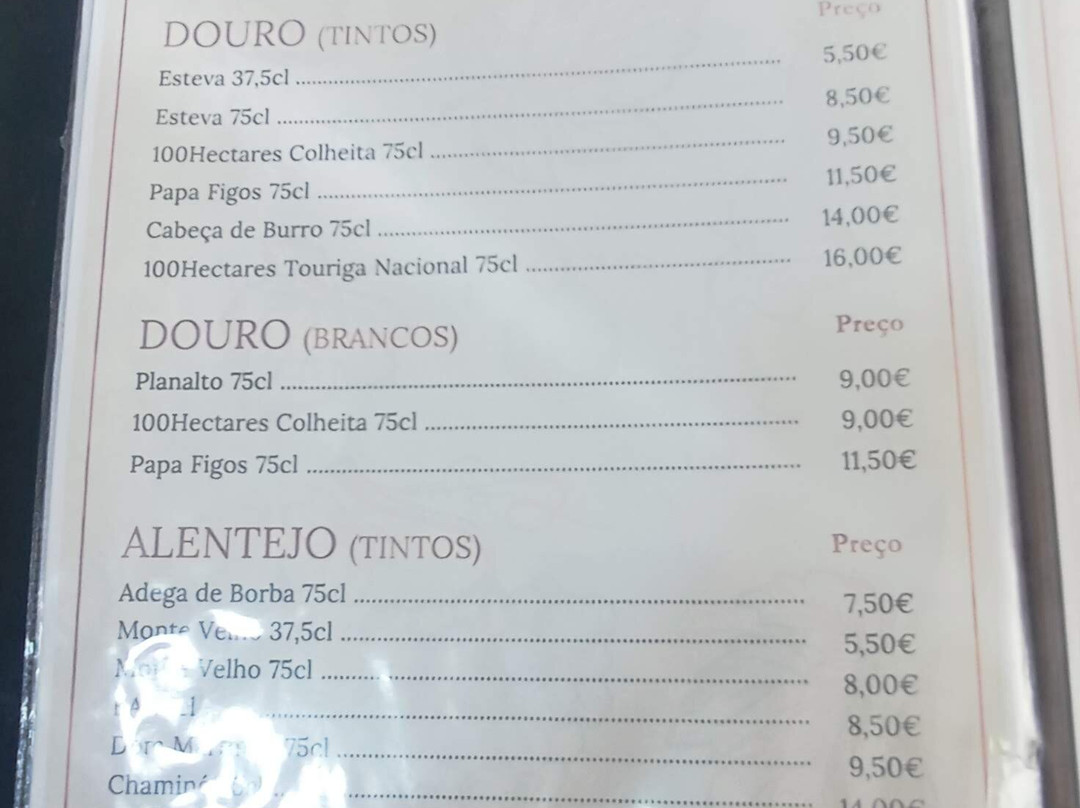 DOURO (TINTOS) Preço
Esteva 37,5cl 5,50€
Esteva 75cl 8,50€
100Hectares Colheita 75cl 9,50€
Papa Figos 75cl 11,50€
Cabeça de Burro 75cl 14,00€
100Hectares Touriga Nacional 75cl 16,00€
DOURO (BRANCOS) Preço
Planalto 75cl 9,00€
100Hectares Colheita 75cl 9,00€
Papa Figos 75cl 11,50€
ALENTEJO (TINTOS) Preço
Adega de Borba 75cl 7,50€
Monte 37,5cl 5,50€
Velho 75cl 8,00€
8,50€
75cl 9,50€
14,00€